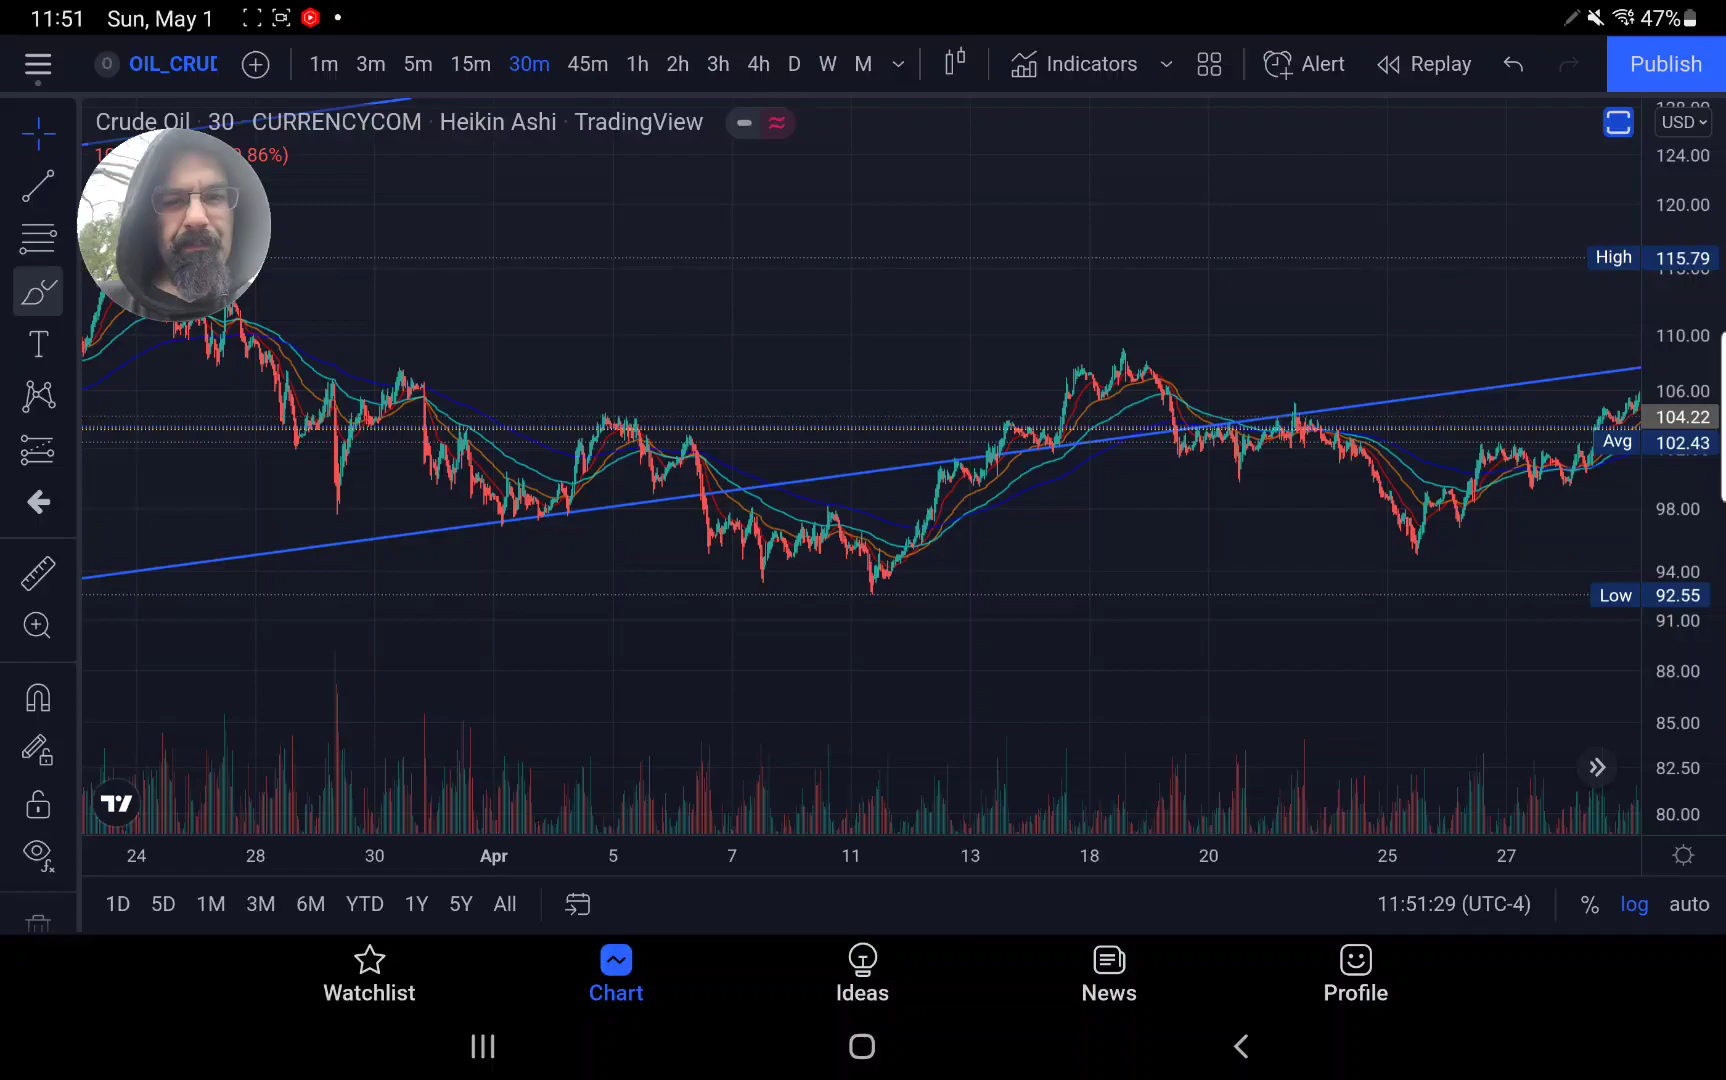 11:51 Sun, May 1 47%
OIL_CRUD 1m 3m 5m 15m 30m 45m 1h 2h 3h 4h D W M Indicators Alert Replay Publish
Crude Oil · 30 · CURRENCYCOM · Heikin Ashi · TradingView
USD
.86%)
124.00
120.00
High 115.79
110.00
106.00
104.22
Avg 102.43
98.00
94.00
Low 92.55
91.00
88.00
85.00
82.50
80.00
24 28 30 Apr 5 7 11 13 18 20 25 27
1D 5D 1M 3M 6M YTD 1Y 5Y All 11:51:29 (UTC-4) % log auto
Watchlist Chart Ideas News Profile